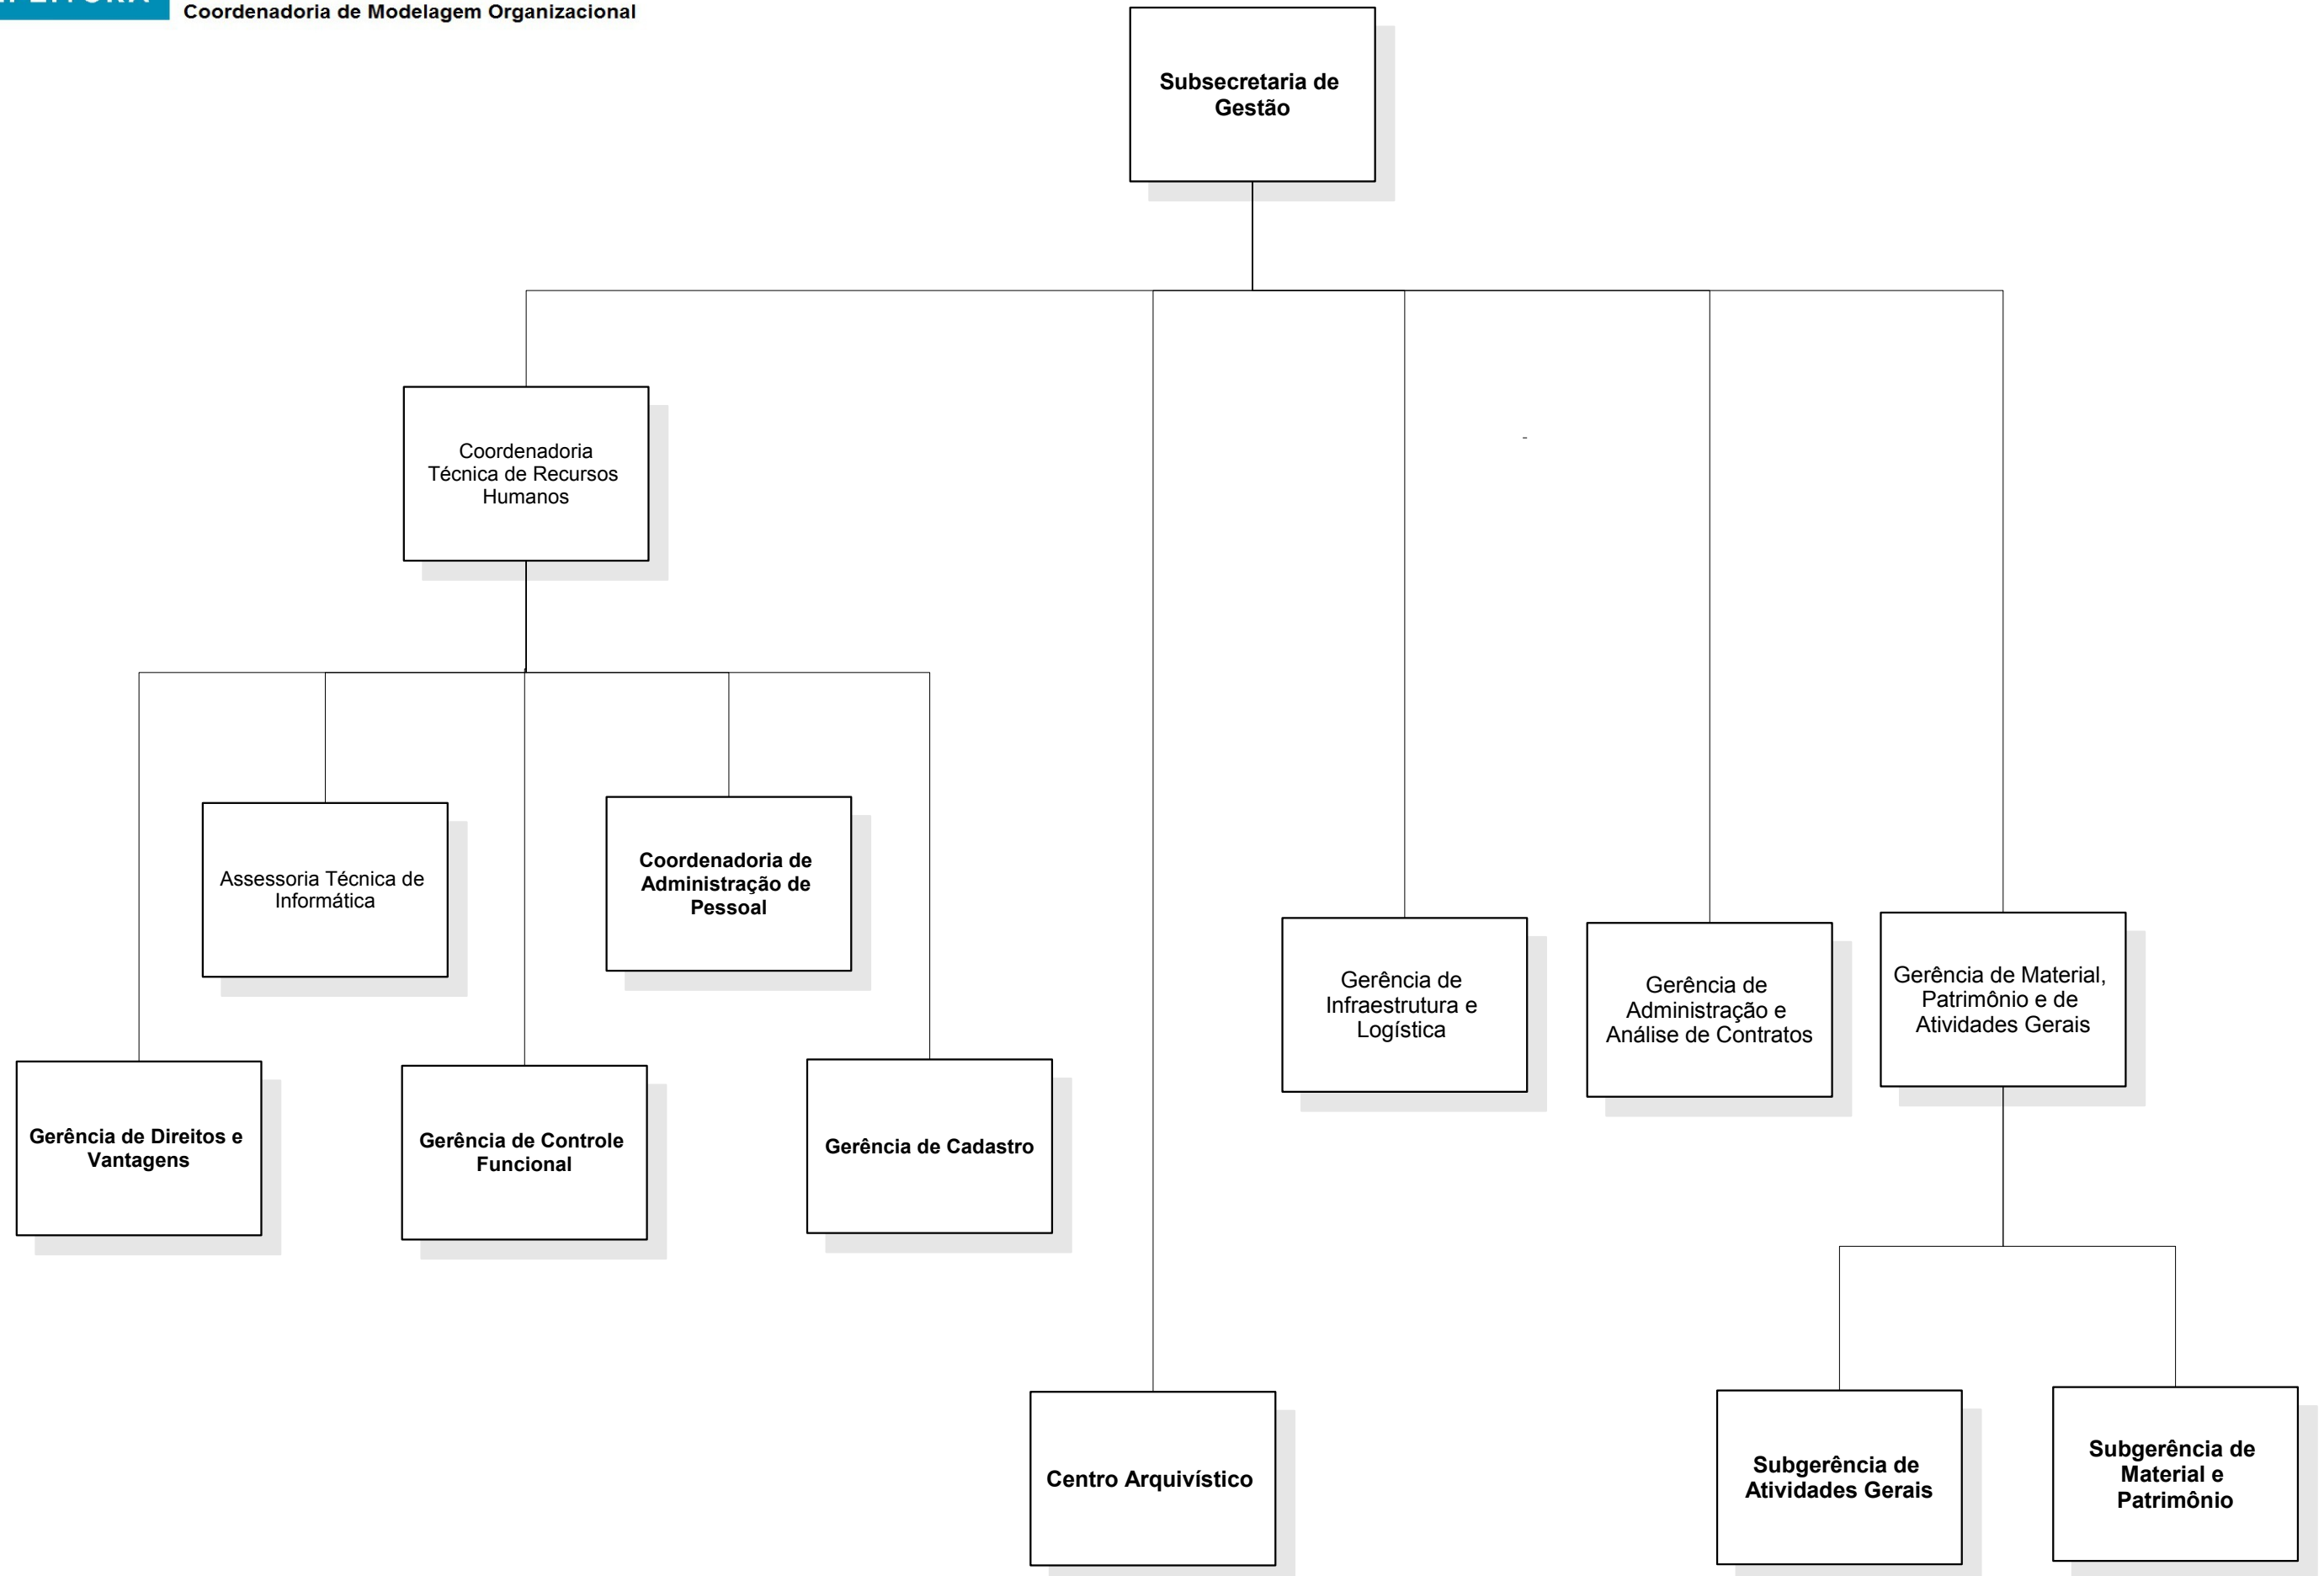 Coordenadoria de Modelagem Organizacional
Subsecretaria de
Gestão
Coordenadoria
Técnica de Recursos
Humanos
Assessoria Técnica de
Informática
Coordenadoria de
Administração de
Pessoal
Gerência de
Infraestrutura e
Logística
Gerência de
Administração e
Análise de Contratos
Gerência de Material,
Patrimônio e de
Atividades Gerais
Gerência de Direitos e
Vantagens
Gerência de Controle
Funcional
Gerência de Cadastro
Centro Arquivístico
Subgerência de
Atividades Gerais
Subgerência de
Material e
Patrimônio